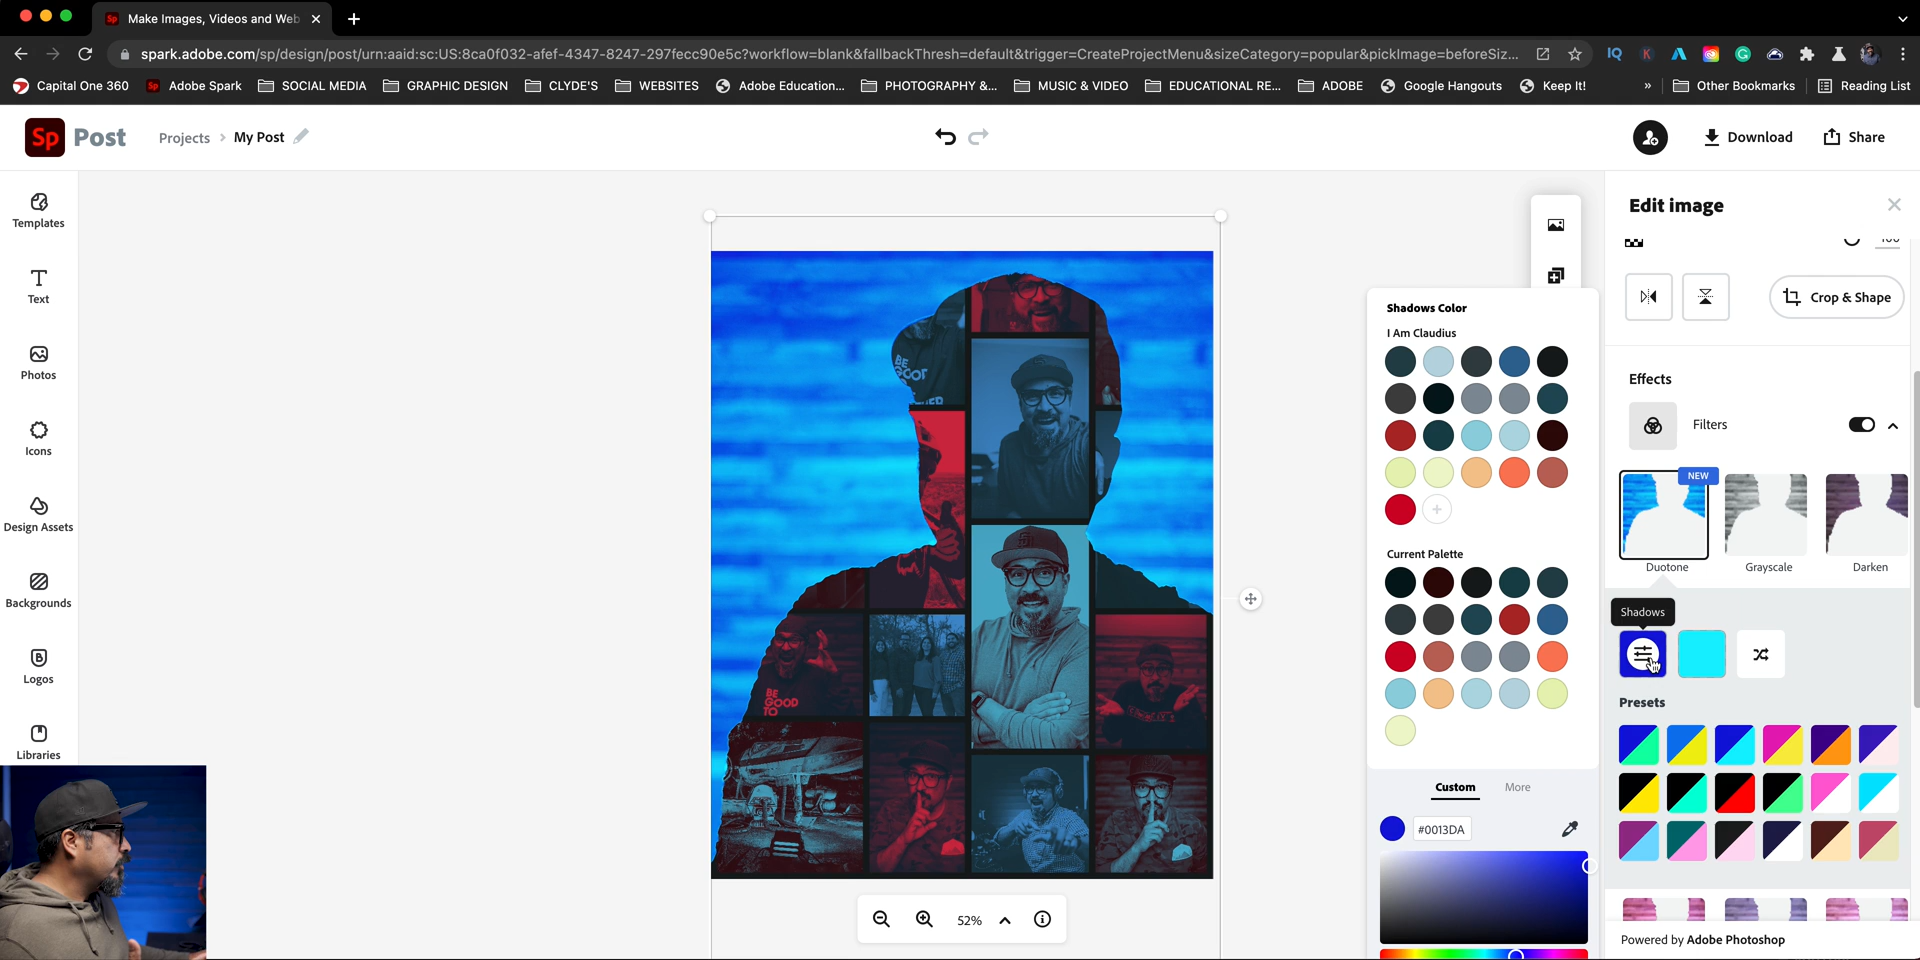 Make Images, Videos and Web
spark.adobe.com/sp/design/post/urn:aaid:sc:US:8ca0f032-afef-4347-8247-297fecc90e5c?workflow=blank&fallbackThresh=default&trigger=CreateProjectMenu&sizeCategory=popular&pickImage=beforeSiz...
Capital One 360
Adobe Spark
SOCIAL MEDIA
GRAPHIC DESIGN
CLYDE'S
WEBSITES
Adobe Education...
PHOTOGRAPHY &...
MUSIC & VIDEO
EDUCATIONAL RE...
ADOBE
Google Hangouts
Keep It!
»
Other Bookmarks
Reading List
Sp Post
Projects > My Post
Download
Share
Templates
Text
Photos
Icons
Design Assets
Backgrounds
Logos
Libraries
BE
GOOD
BE
GOOD
TO
52%
Shadows Color
I Am Claudius
Current Palette
Custom
More
#0013DA
Edit image
Crop & Shape
Effects
Filters
NEW
Duotone
Grayscale
Darken
Shadows
Presets
Powered by Adobe Photoshop